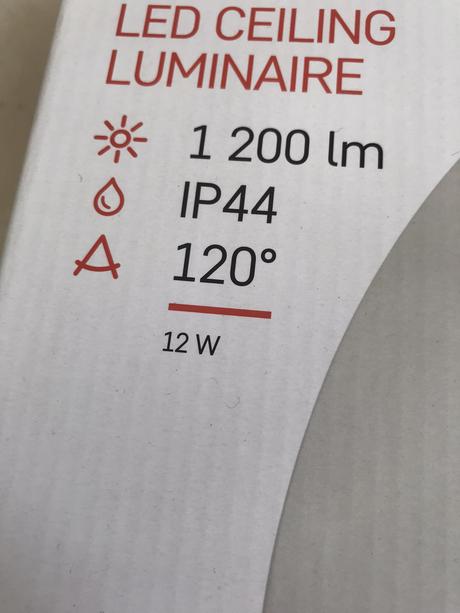 LED CEILING
LUMINAIRE
1 200 lm
IP44
120°
12 W